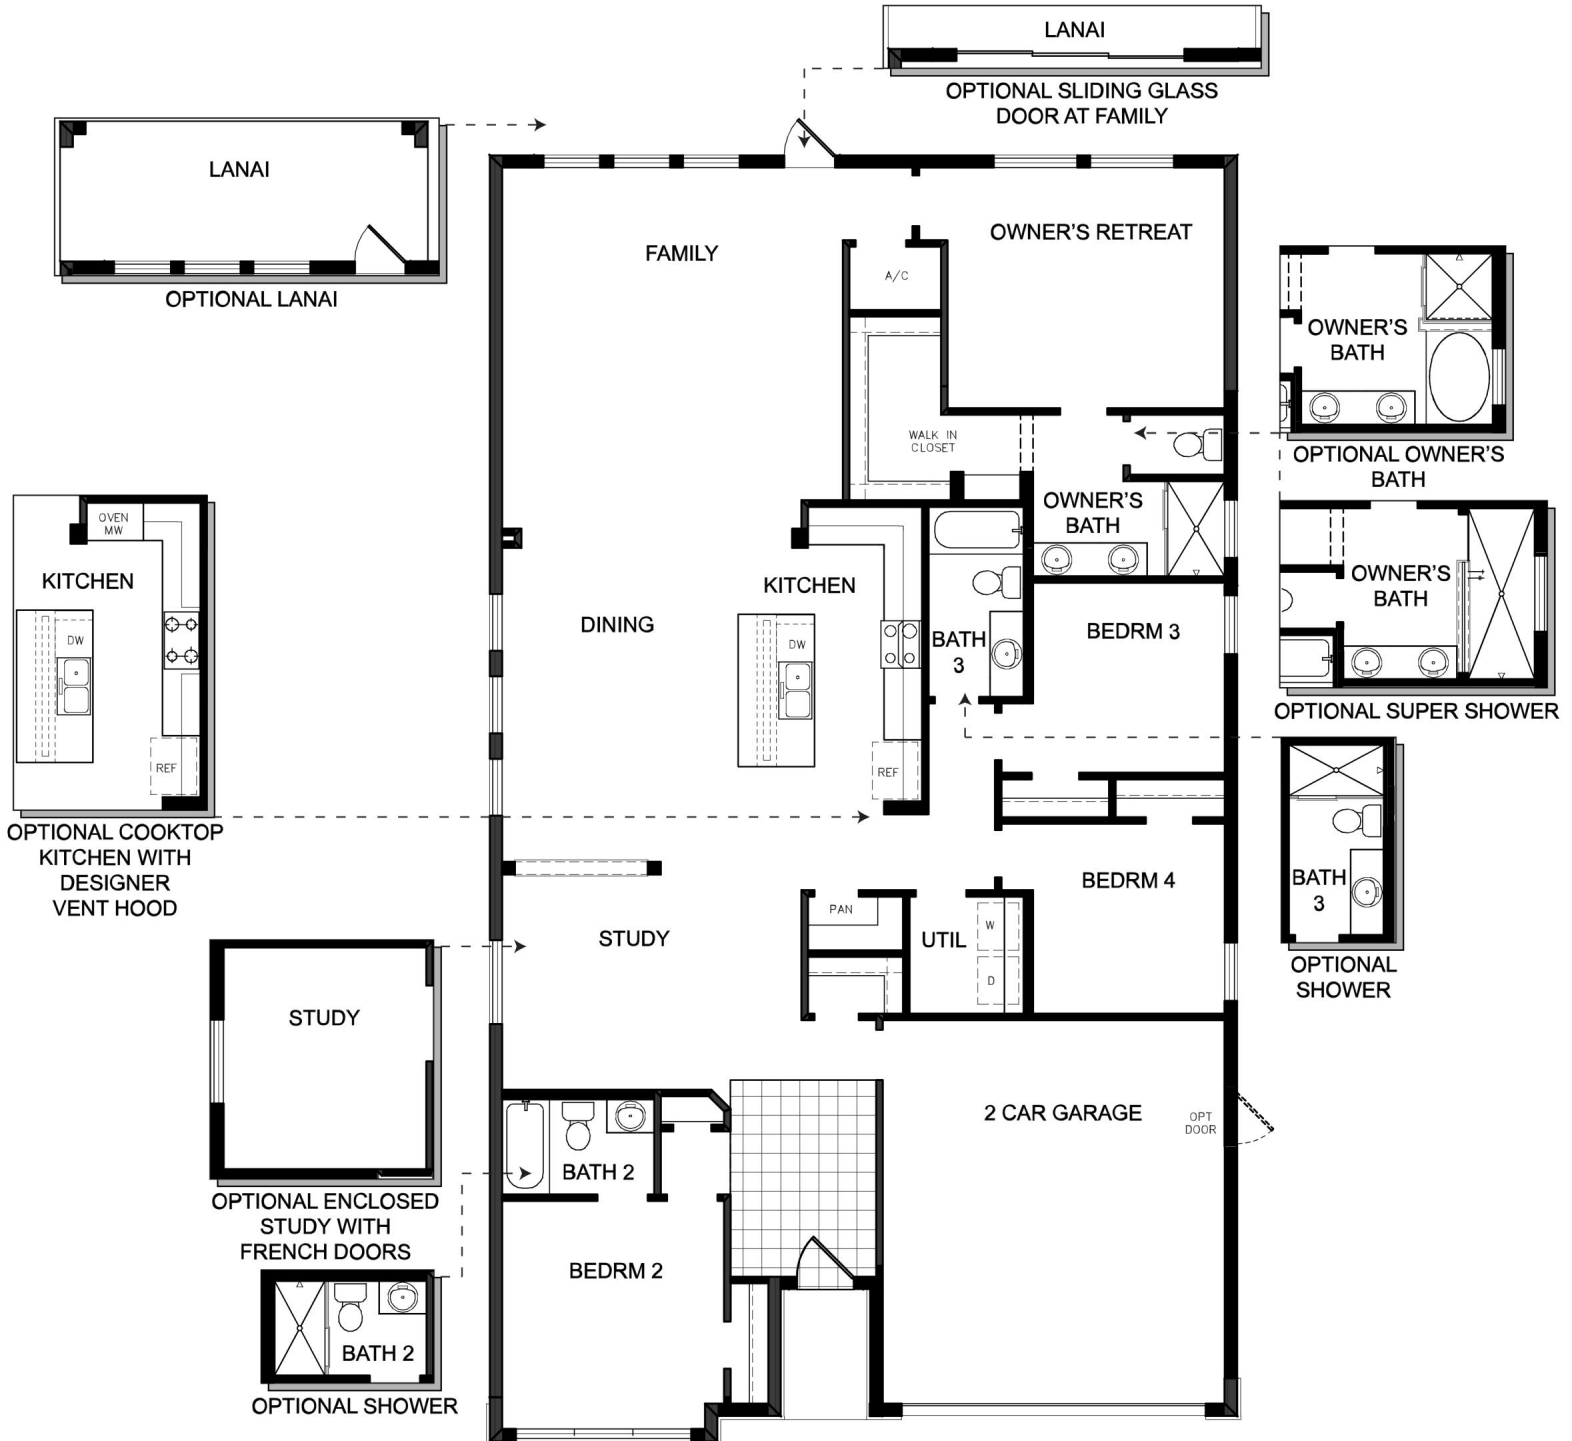 LANAI
OPTIONAL SLIDING GLASS
DOOR AT FAMILY
LANAI
OPTIONAL LANAI
FAMILY
OWNER'S RETREAT
A/C
WALK IN
CLOSET
OWNER'S
BATH
OWNER'S
BATH
OPTIONAL OWNER'S
BATH
OVEN
MW
KITCHEN
DW
REF
OPTIONAL COOKTOP
KITCHEN WITH
DESIGNER
VENT HOOD
KITCHEN
DINING
DW
REF
BATH
3
BEDRM 3
OWNER'S
BATH
OPTIONAL SUPER SHOWER
BATH
3
OPTIONAL
SHOWER
BEDRM 4
PAN
UTIL
W
D
STUDY
STUDY
OPTIONAL ENCLOSED
STUDY WITH
FRENCH DOORS
2 CAR GARAGE
OPT
DOOR
BATH 2
BEDRM 2
BATH 2
OPTIONAL SHOWER